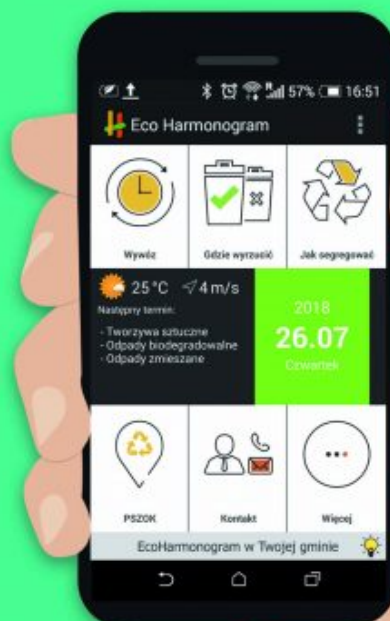 57% 16:51
Eco Harmonogram
Wywóz
Gdzie wyrzucić
Jak segregować
25°C 4 m/s
Następny termin:
- Tworzywa sztuczne
- Odpady biodegradowalne
- Odpady zmieszane
2018
26.07
Czwartek
PSZOK
Kontakt
Więcej
EcoHarmonogram w Twojej gminie